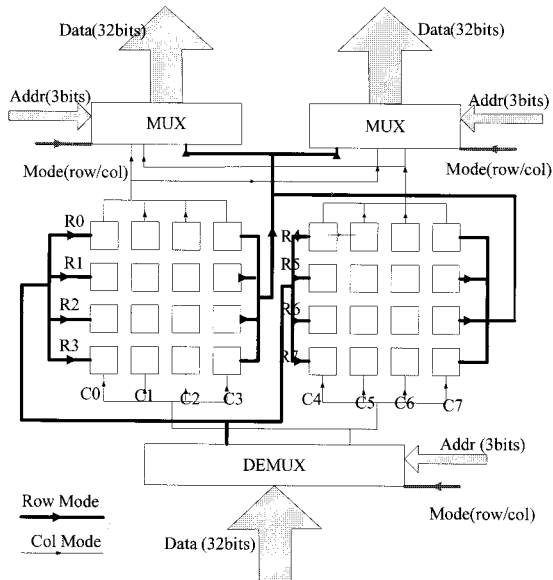 Data(32bits)
Data(32bits)
Addr(3bits)
Addr(3bits)
MUX
MUX
Mode(row/col)
Mode(row/col)
R0
R4
R1
R5
R2
R6
R3
R7
C0
C1
C2
C3
C4
C5
C6
C7
Addr (3bits)
DEMUX
Row Mode
Mode(row/col)
Col Mode
Data (32bits)